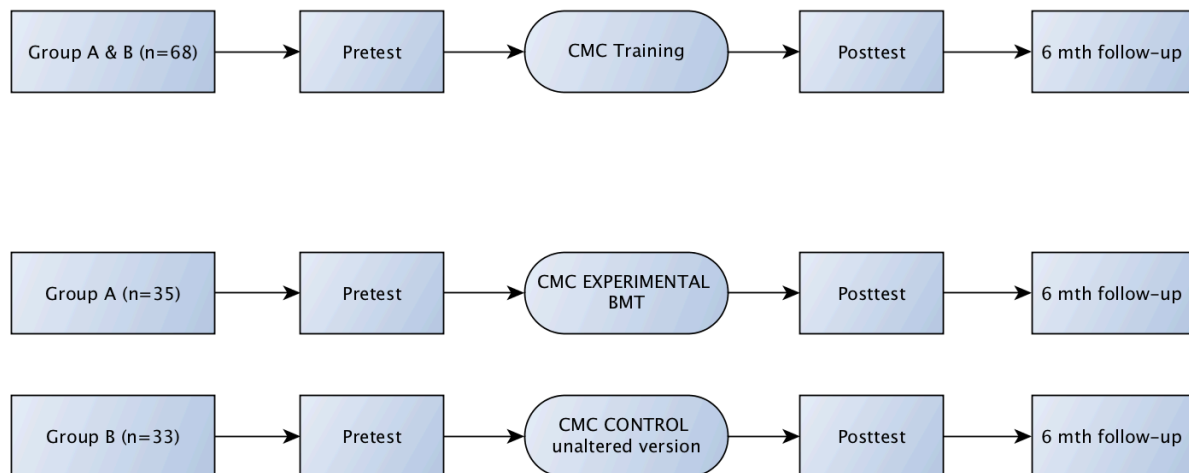 Group A & B (n=68)
Pretest
CMC Training
Posttest
6 mth follow-up
Group A (n=35)
Pretest
CMC EXPERIMENTAL
BMT
Posttest
6 mth follow-up
Group B (n=33)
Pretest
CMC CONTROL
unaltered version
Posttest
6 mth follow-up